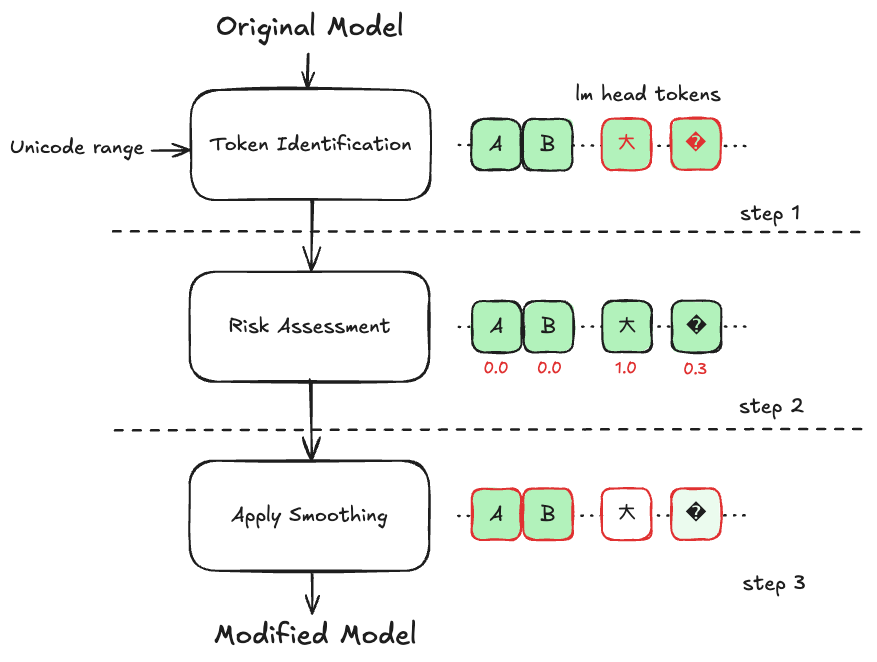 Original Model
lm head tokens
Unicode range
Token Identification
A B 大 �
step 1
Risk Assessment
A B 大 �
0.0 0.0 1.0 0.3
step 2
Apply Smoothing
A B 大 �
step 3
Modified Model